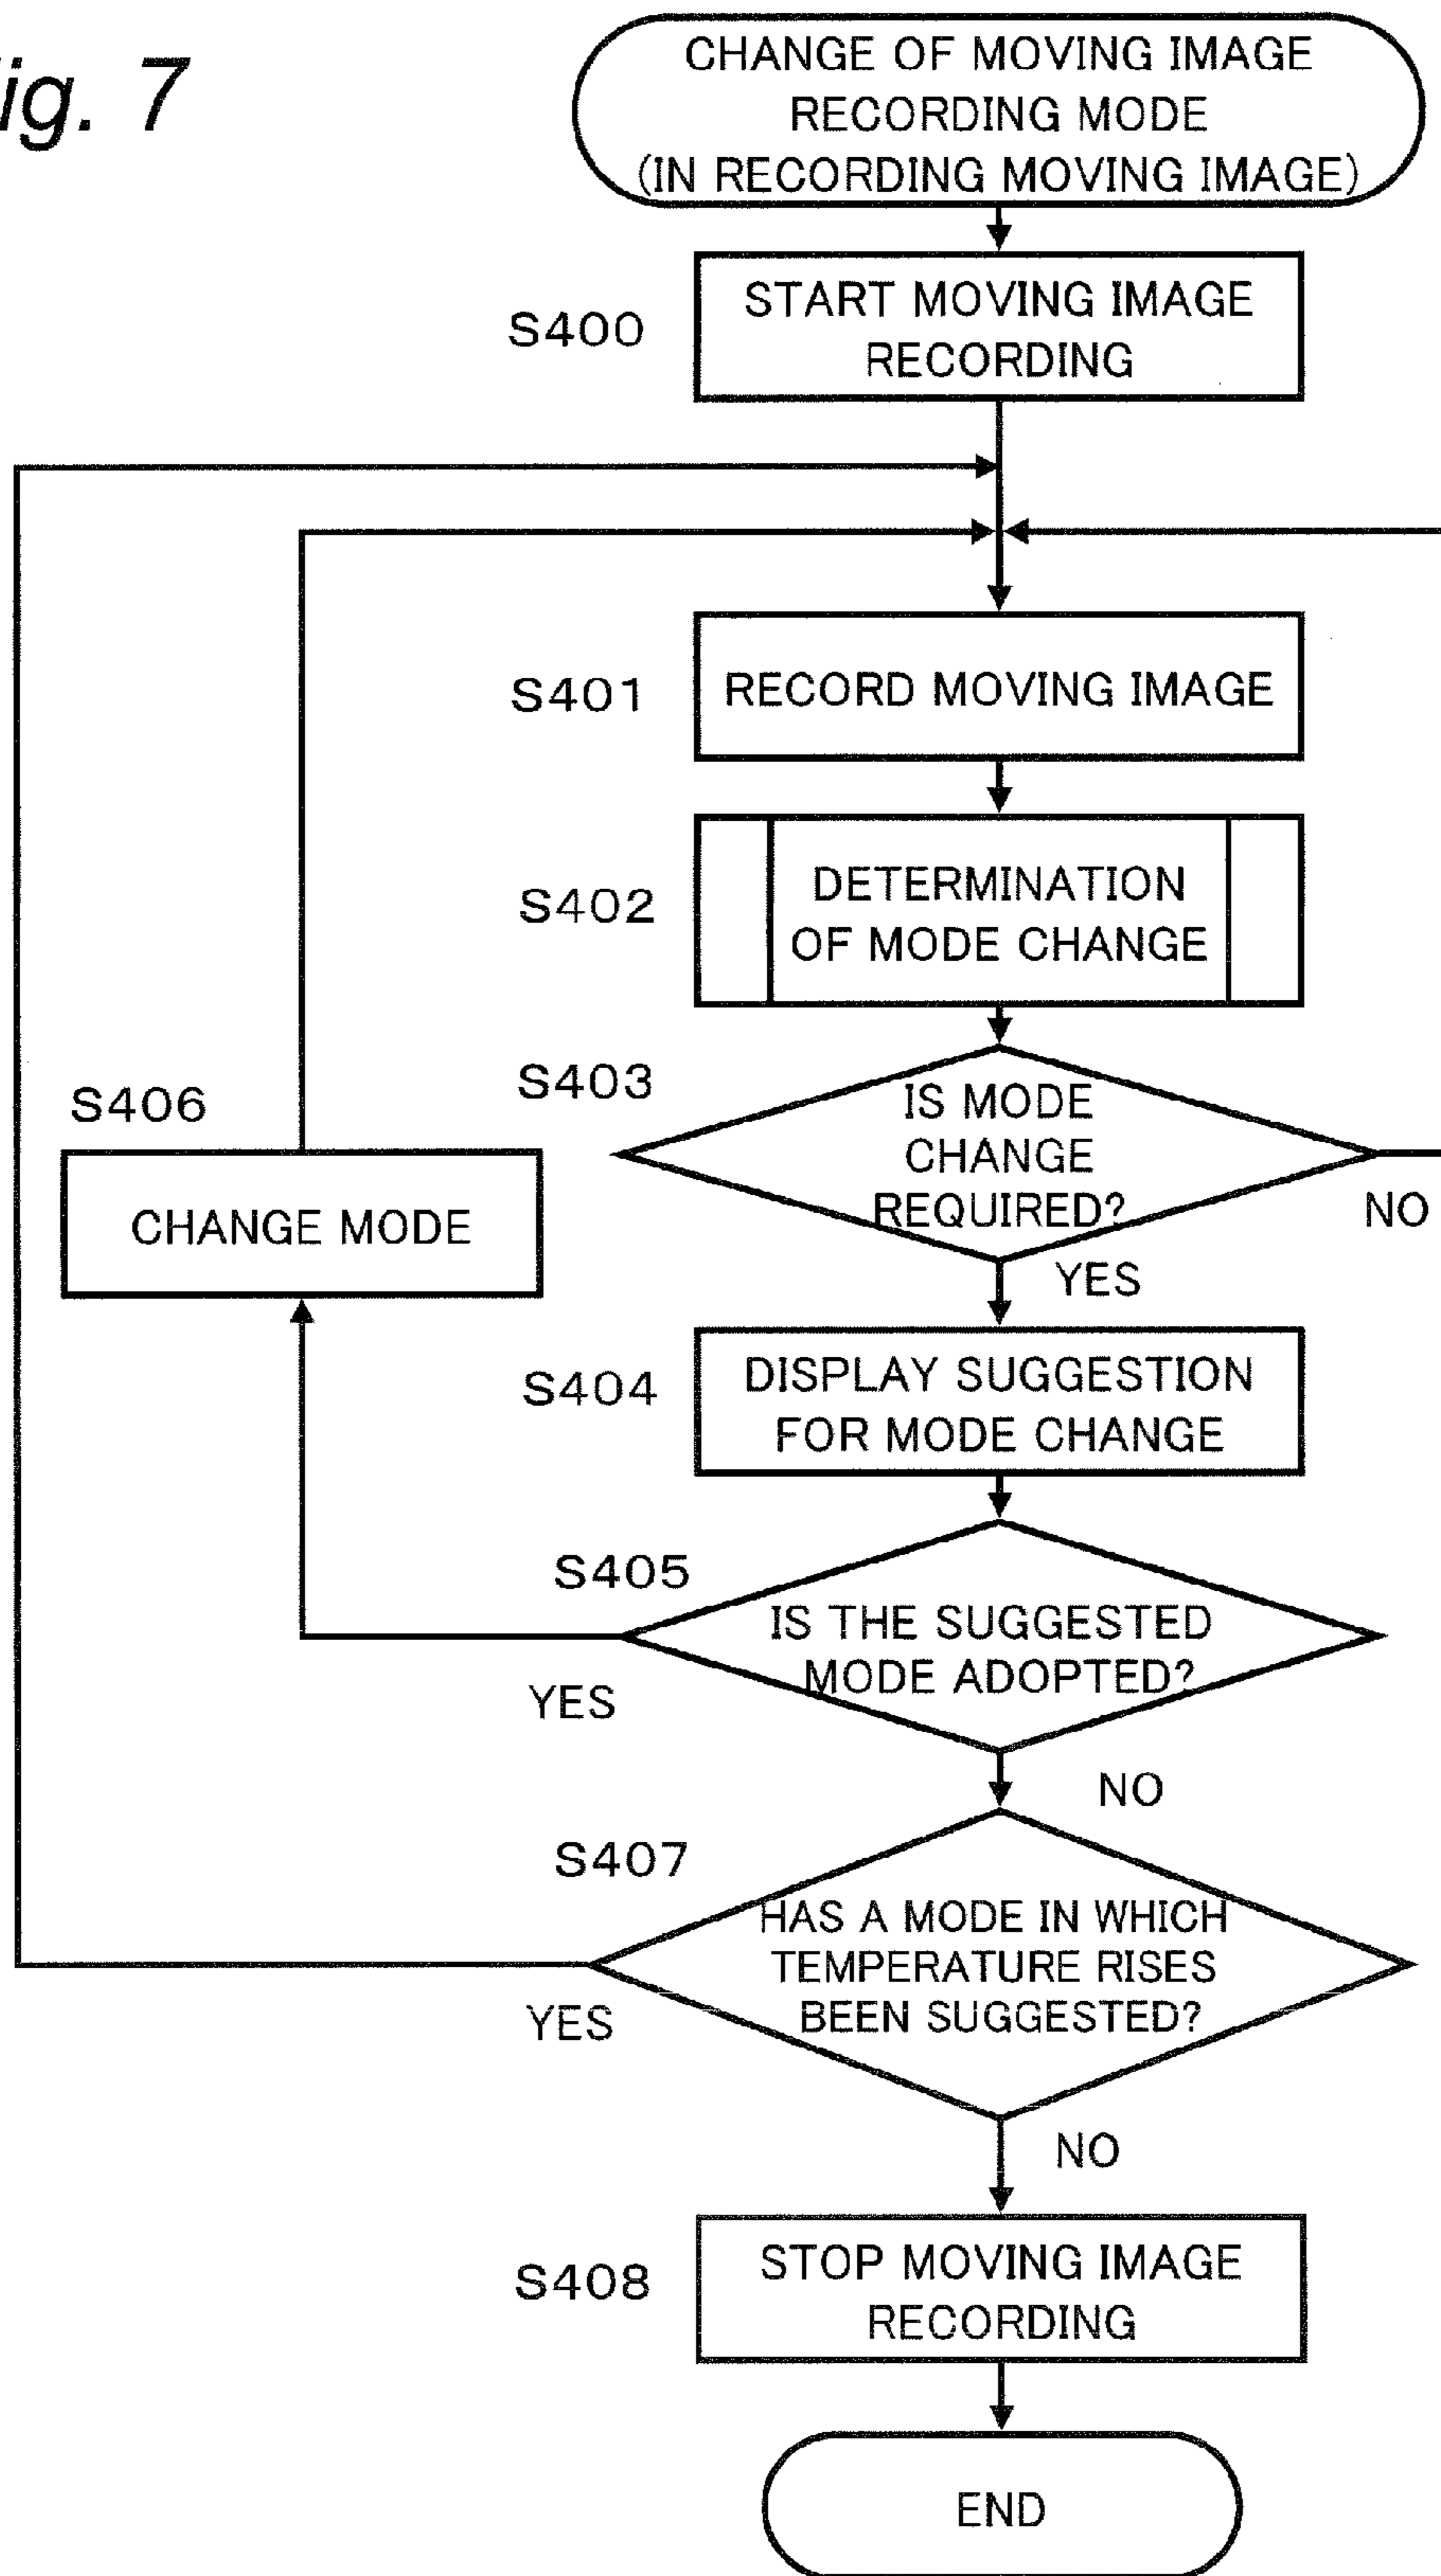 ig. 7
CHANGE OF MOVING IMAGE
RECORDING MODE
(IN RECORDING MOVING IMAGE)
S400
START MOVING IMAGE
RECORDING
S401
RECORD MOVING IMAGE
S402
DETERMINATION
OF MODE CHANGE
S403
IS MODE
CHANGE
REQUIRED?
NO
YES
S406
CHANGE MODE
S404
DISPLAY SUGGESTION
FOR MODE CHANGE
S405
IS THE SUGGESTED
MODE ADOPTED?
YES
NO
S407
HAS A MODE IN WHICH
TEMPERATURE RISES
BEEN SUGGESTED?
YES
NO
S408
STOP MOVING IMAGE
RECORDING
END